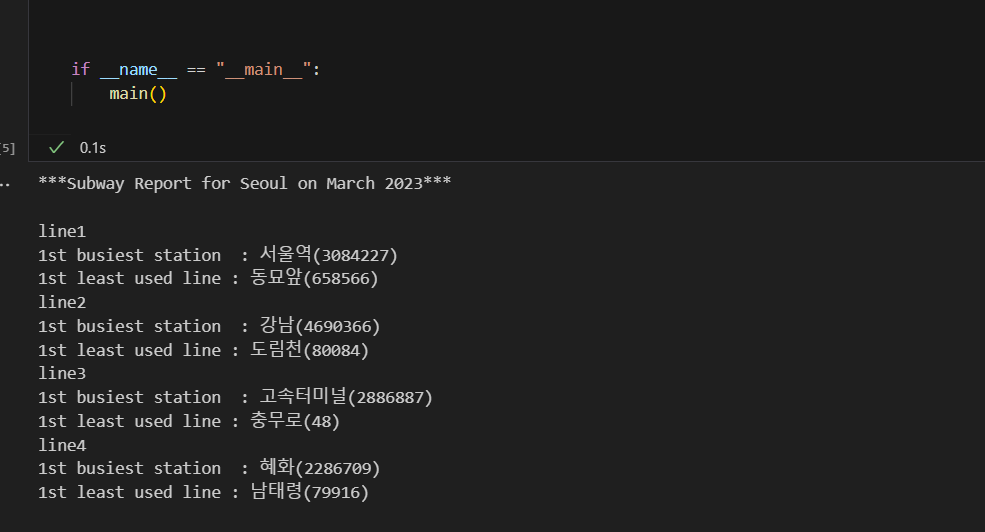 if __name__ == "__main__":
    main()
[5]
0.1s
***Subway Report for Seoul on March 2023***
line1
1st busiest station  : 서울역(3084227)
1st least used line : 동묘앞(658566)
line2
1st busiest station  : 강남(4690366)
1st least used line : 도림천(80084)
line3
1st busiest station  : 고속터미널(2886887)
1st least used line : 충무로(48)
line4
1st busiest station  : 혜화(2286709)
1st least used line : 남태령(79916)